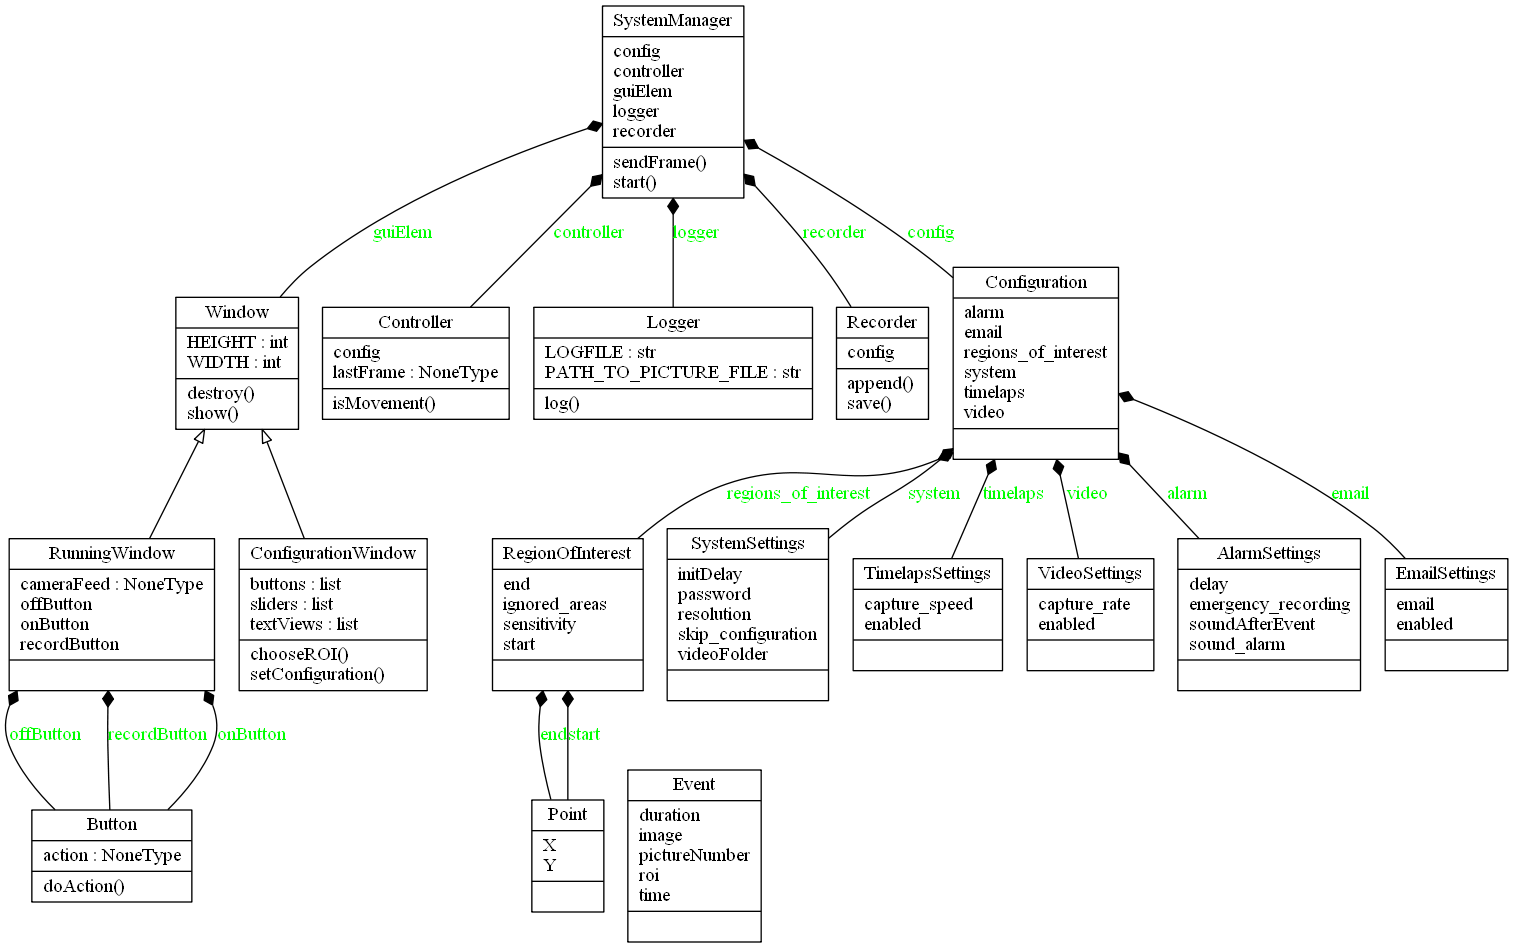 SystemManager
config
controller
guiElem
logger
recorder
sendFrame()
start()
guiElem
controller
logger
recorder
config
Window
HEIGHT : int
WIDTH : int
destroy()
show()
Controller
config
lastFrame : NoneType
isMovement()
Logger
LOGFILE : str
PATH_TO_PICTURE_FILE : str
log()
Recorder
config
append()
save()
Configuration
alarm
email
regions_of_interest
system
timelaps
video
regions_of_interest
system
timelaps
video
alarm
email
RunningWindow
cameraFeed : NoneType
offButton
onButton
recordButton
ConfigurationWindow
buttons : list
sliders : list
textViews : list
chooseROI()
setConfiguration()
RegionOfInterest
end
ignored_areas
sensitivity
start
SystemSettings
initDelay
password
resolution
skip_configuration
videoFolder
TimelapsSettings
capture_speed
enabled
VideoSettings
capture_rate
enabled
AlarmSettings
delay
emergency_recording
soundAfterEvent
sound_alarm
EmailSettings
email
enabled
offButton
recordButton
onButton
end
start
Button
action : NoneType
doAction()
Point
X
Y
Event
duration
image
pictureNumber
roi
time